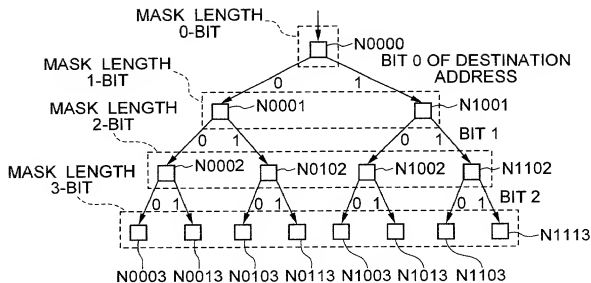 MASK LENGTH
0-BIT
N0000
MASK LENGTH
1-BIT
0
1
BIT 0 OF DESTINATION
ADDRESS
MASK LENGTH
2-BIT
N0001
N1001
0 1
0 1
BIT 1
MASK LENGTH
3-BIT
N0002
N0102
N1002
N1102
0 1
0 1
0 1
0 1
BIT 2
N1113
N0003 N0013 N0103 N0113 N1003 N1013 N1103